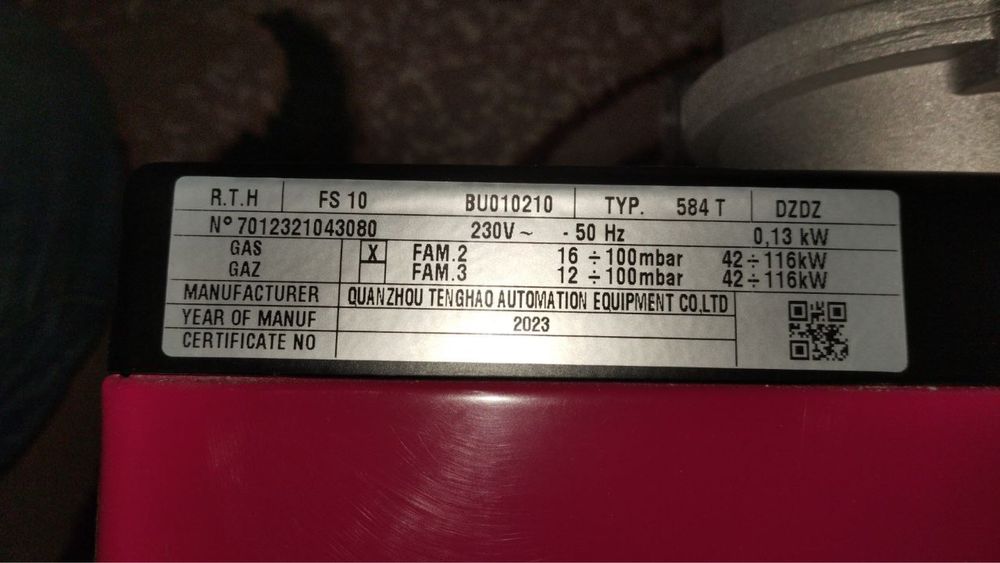 R.T.H FS 10 BU010210 TYP. 584 T DZDZ
N° 7012321043080 230V ~ - 50 Hz 0,13 kW
GAS X FAM.2 16 ÷ 100mbar 42 ÷ 116kW
GAZ FAM.3 12 ÷ 100mbar 42 ÷ 116kW
MANUFACTURER QUANZHOU TENGHAO AUTOMATION EQUIPMENT CO,LTD
YEAR OF MANUF 2023
CERTIFICATE NO